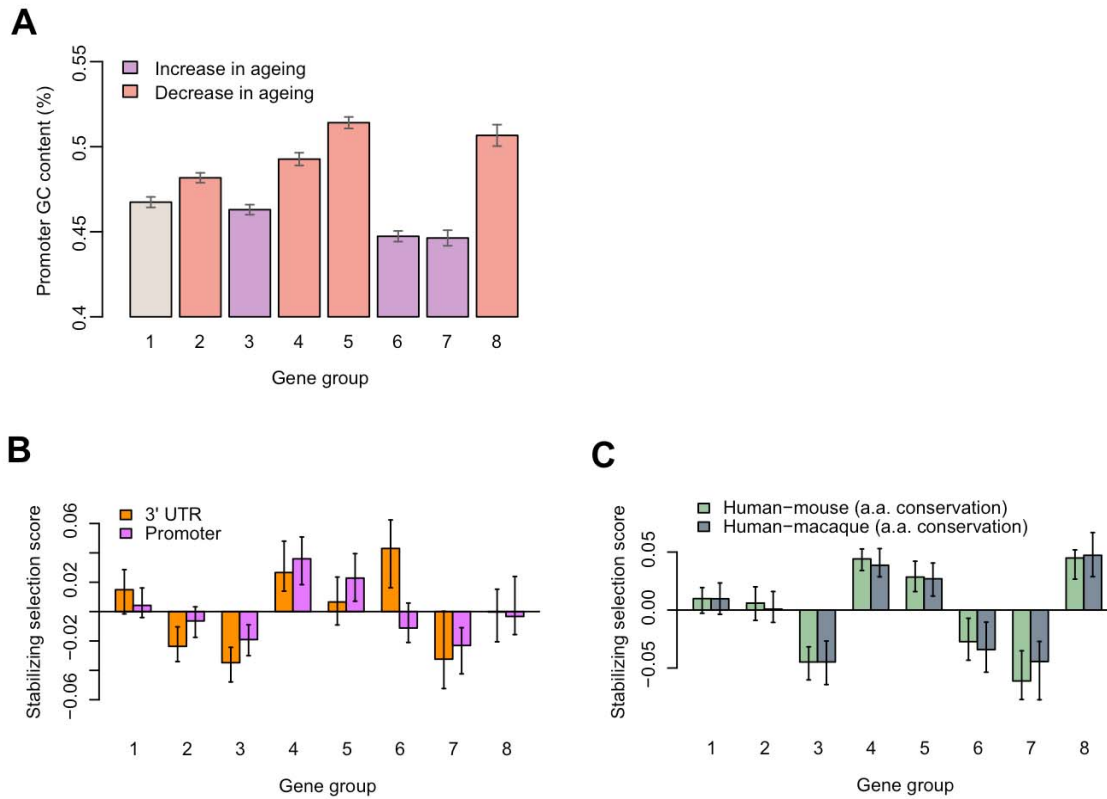 A
Promoter GC content (%)
0.55
0.5
0.45
0.4
Increase in ageing
Decrease in ageing
1 2 3 4 5 6 7 8
Gene group
B
Stabilizing selection score
0.06
0.02
−0.02
−0.06
3' UTR
Promoter
1 2 3 4 5 6 7 8
Gene group
C
Stabilizing selection score
0.05
0.00
−0.05
Human−mouse (a.a. conservation)
Human−macaque (a.a. conservation)
1 2 3 4 5 6 7 8
Gene group